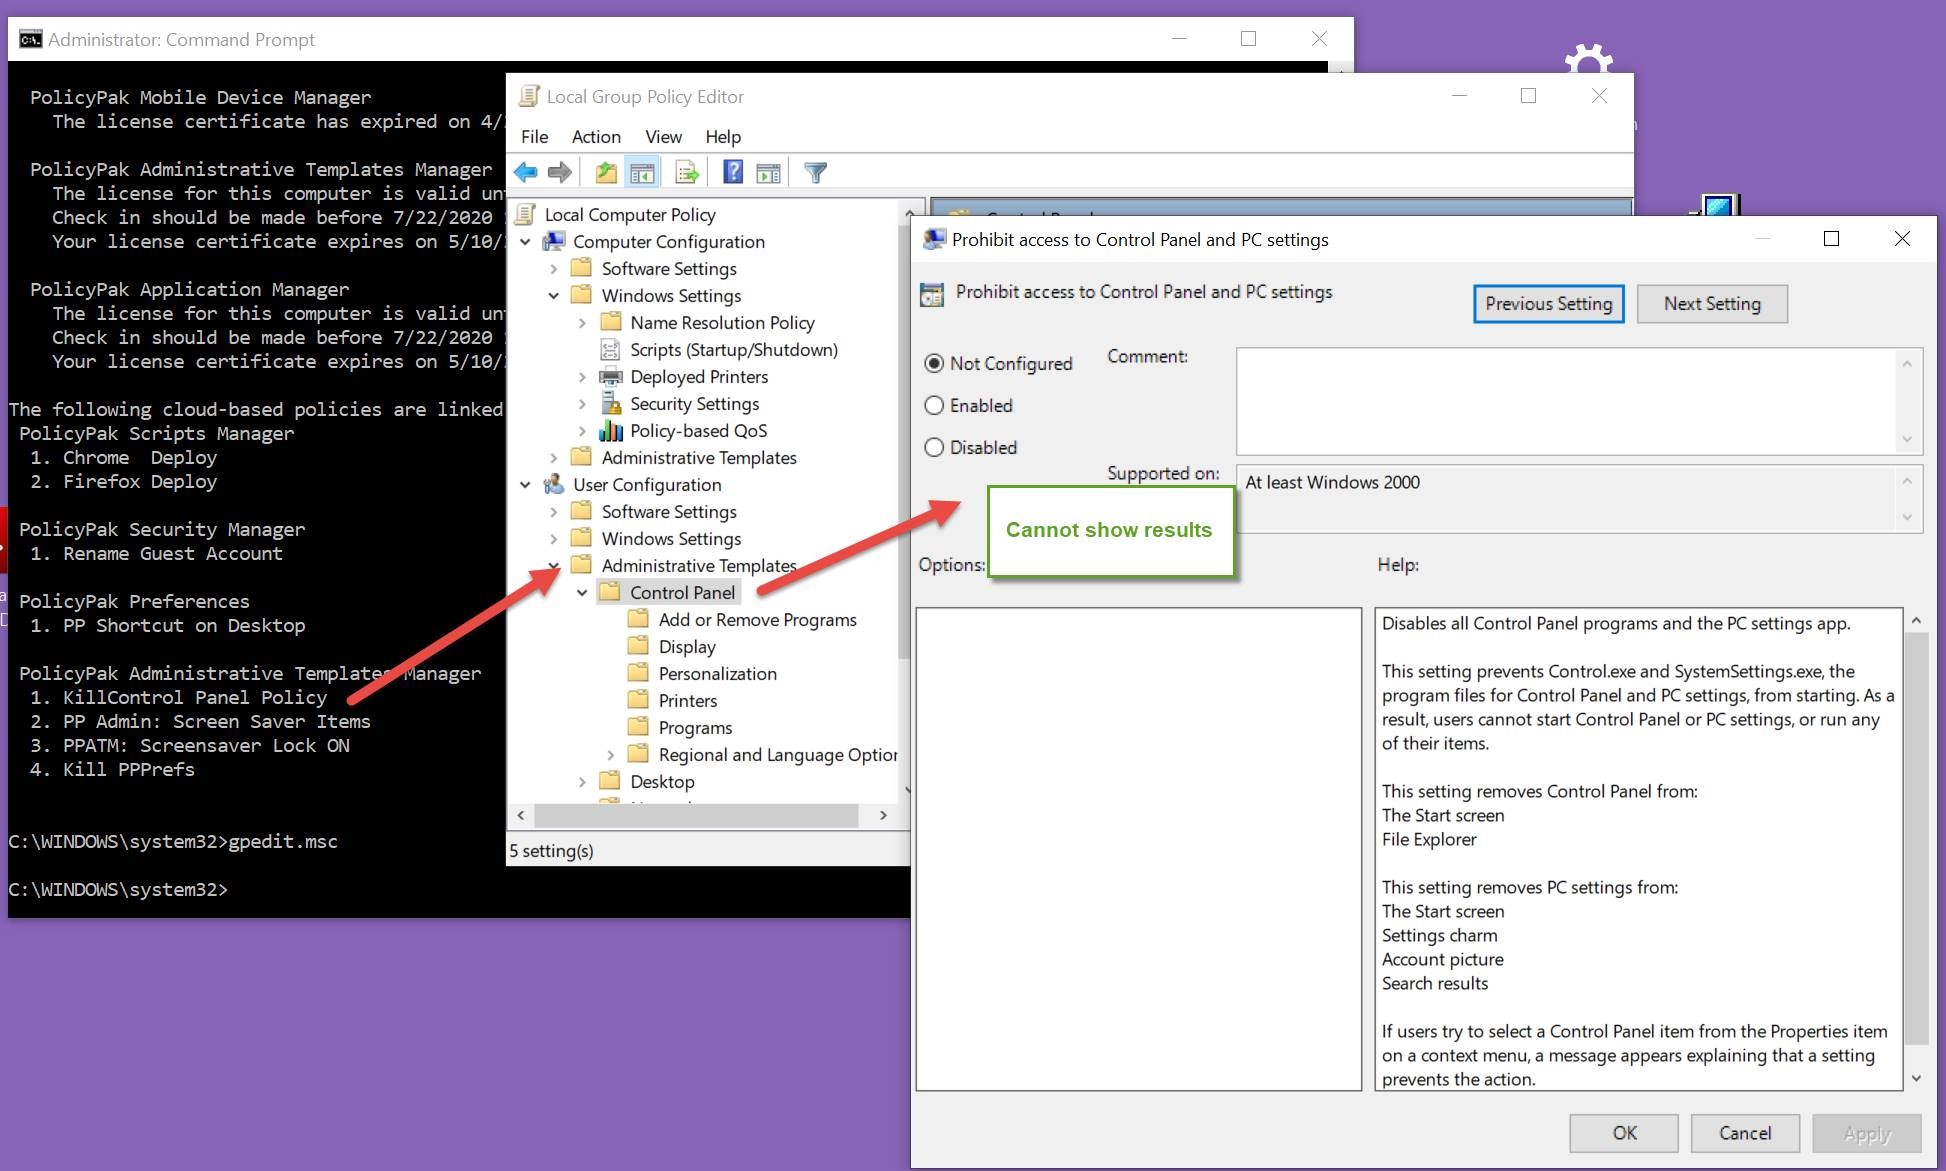 Administrator: Command Prompt
PolicyPak Mobile Device Manager
The license certificate has expired on 4/
PolicyPak Administrative Templates Manager
The license for this computer is valid un
Check in should be made before 7/22/2020
Your license certificate expires on 5/10/
PolicyPak Application Manager
The license for this computer is valid un
Check in should be made before 7/22/2020
Your license certificate expires on 5/10/
The following cloud-based policies are linked
PolicyPak Scripts Manager
1. Chrome  Deploy
2. Firefox Deploy
PolicyPak Security Manager
1. Rename Guest Account
PolicyPak Preferences
1. PP Shortcut on Desktop
PolicyPak Administrative Templates Manager
1. KillControl Panel Policy
2. PP Admin: Screen Saver Items
3. PPATM: Screensaver Lock ON
4. Kill PPPrefs
C:\WINDOWS\system32>gpedit.msc
C:\WINDOWS\system32>
Local Group Policy Editor
File Action View Help
Local Computer Policy
Computer Configuration
Software Settings
Windows Settings
Name Resolution Policy
Scripts (Startup/Shutdown)
Deployed Printers
Security Settings
Policy-based QoS
Administrative Templates
User Configuration
Software Settings
Windows Settings
Administrative Templates
Control Panel
Add or Remove Programs
Display
Personalization
Printers
Programs
Regional and Language Option
Desktop
5 setting(s)
Prohibit access to Control Panel and PC settings
Prohibit access to Control Panel and PC settings
Previous Setting
Next Setting
Not Configured
Enabled
Disabled
Comment:
Supported on:
At least Windows 2000
Cannot show results
Options:
Help:
Disables all Control Panel programs and the PC settings app.
This setting prevents Control.exe and SystemSettings.exe, the
program files for Control Panel and PC settings, from starting. As a
result, users cannot start Control Panel or PC settings, or run any
of their items.
This setting removes Control Panel from:
The Start screen
File Explorer
This setting removes PC settings from:
The Start screen
Settings charm
Account picture
Search results
If users try to select a Control Panel item from the Properties item
on a context menu, a message appears explaining that a setting
prevents the action.
OK
Cancel
Apply